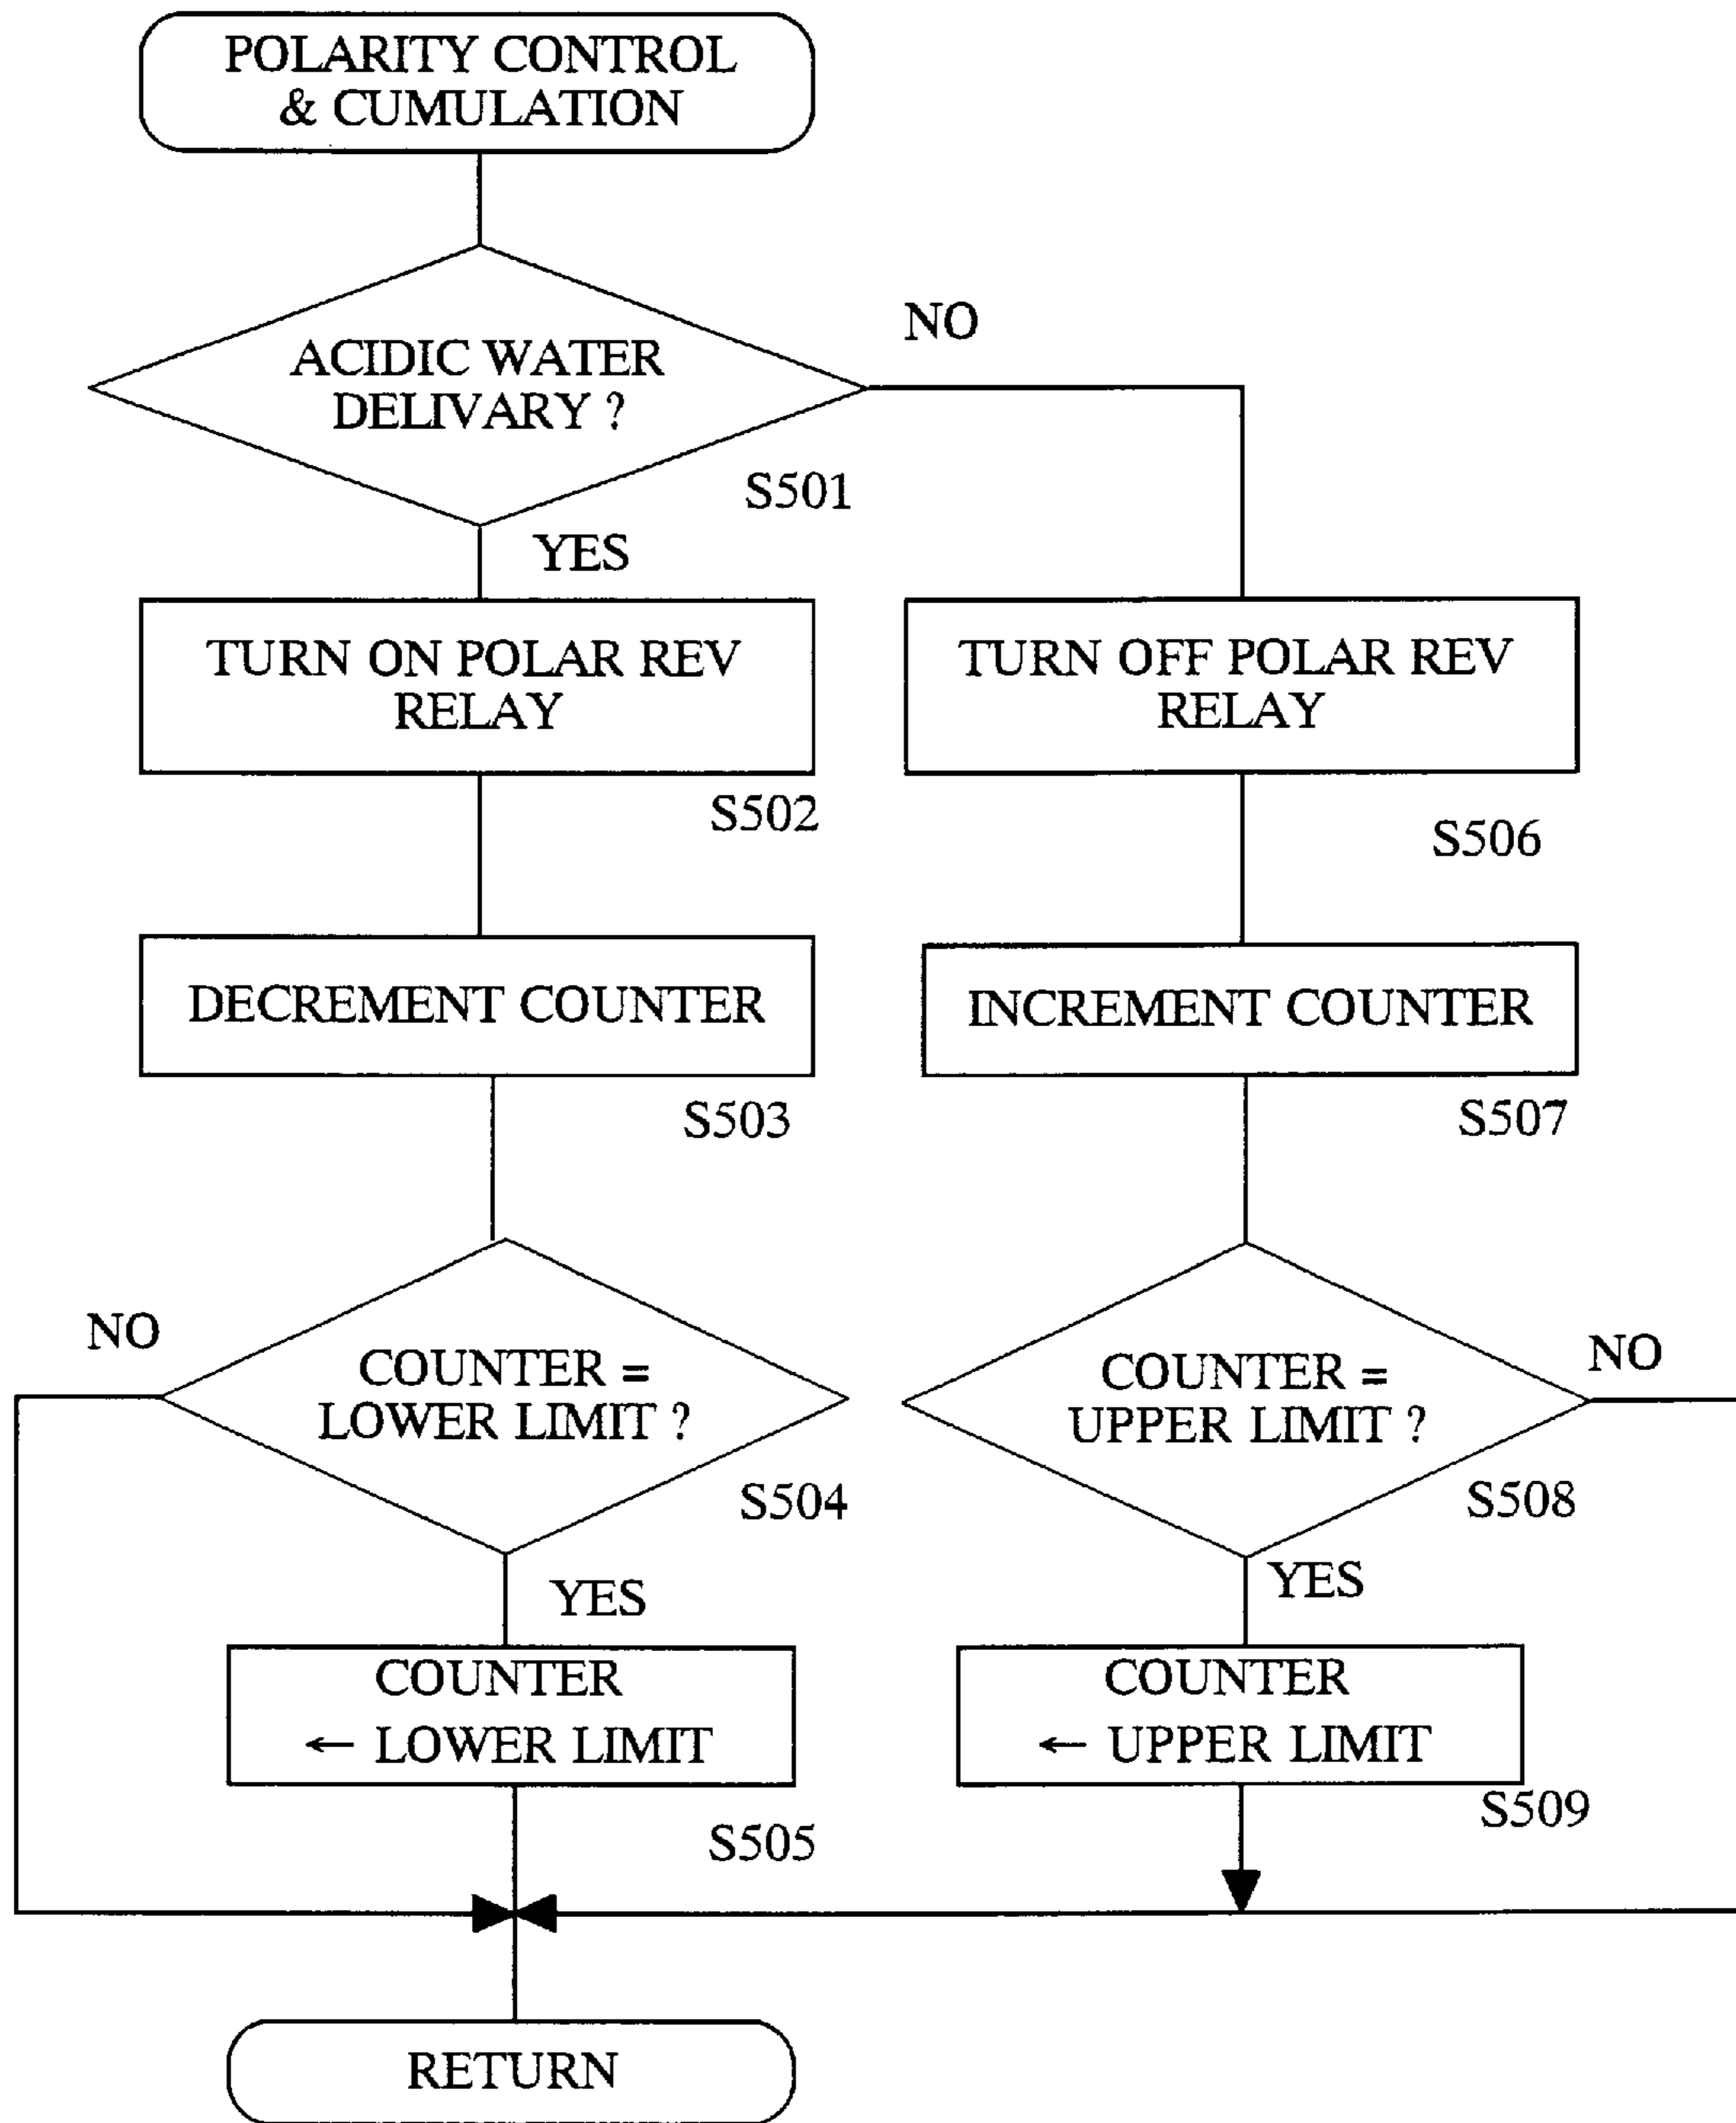 POLARITY CONTROL
& CUMULATION
ACIDIC WATER
DELIVARY ?
NO
S501
YES
TURN ON POLAR REV
RELAY
S502
TURN OFF POLAR REV
RELAY
S506
DECREMENT COUNTER
S503
INCREMENT COUNTER
S507
NO
COUNTER =
LOWER LIMIT ?
S504
YES
COUNTER =
UPPER LIMIT ?
NO
S508
YES
COUNTER
← LOWER LIMIT
S505
COUNTER
← UPPER LIMIT
S509
RETURN